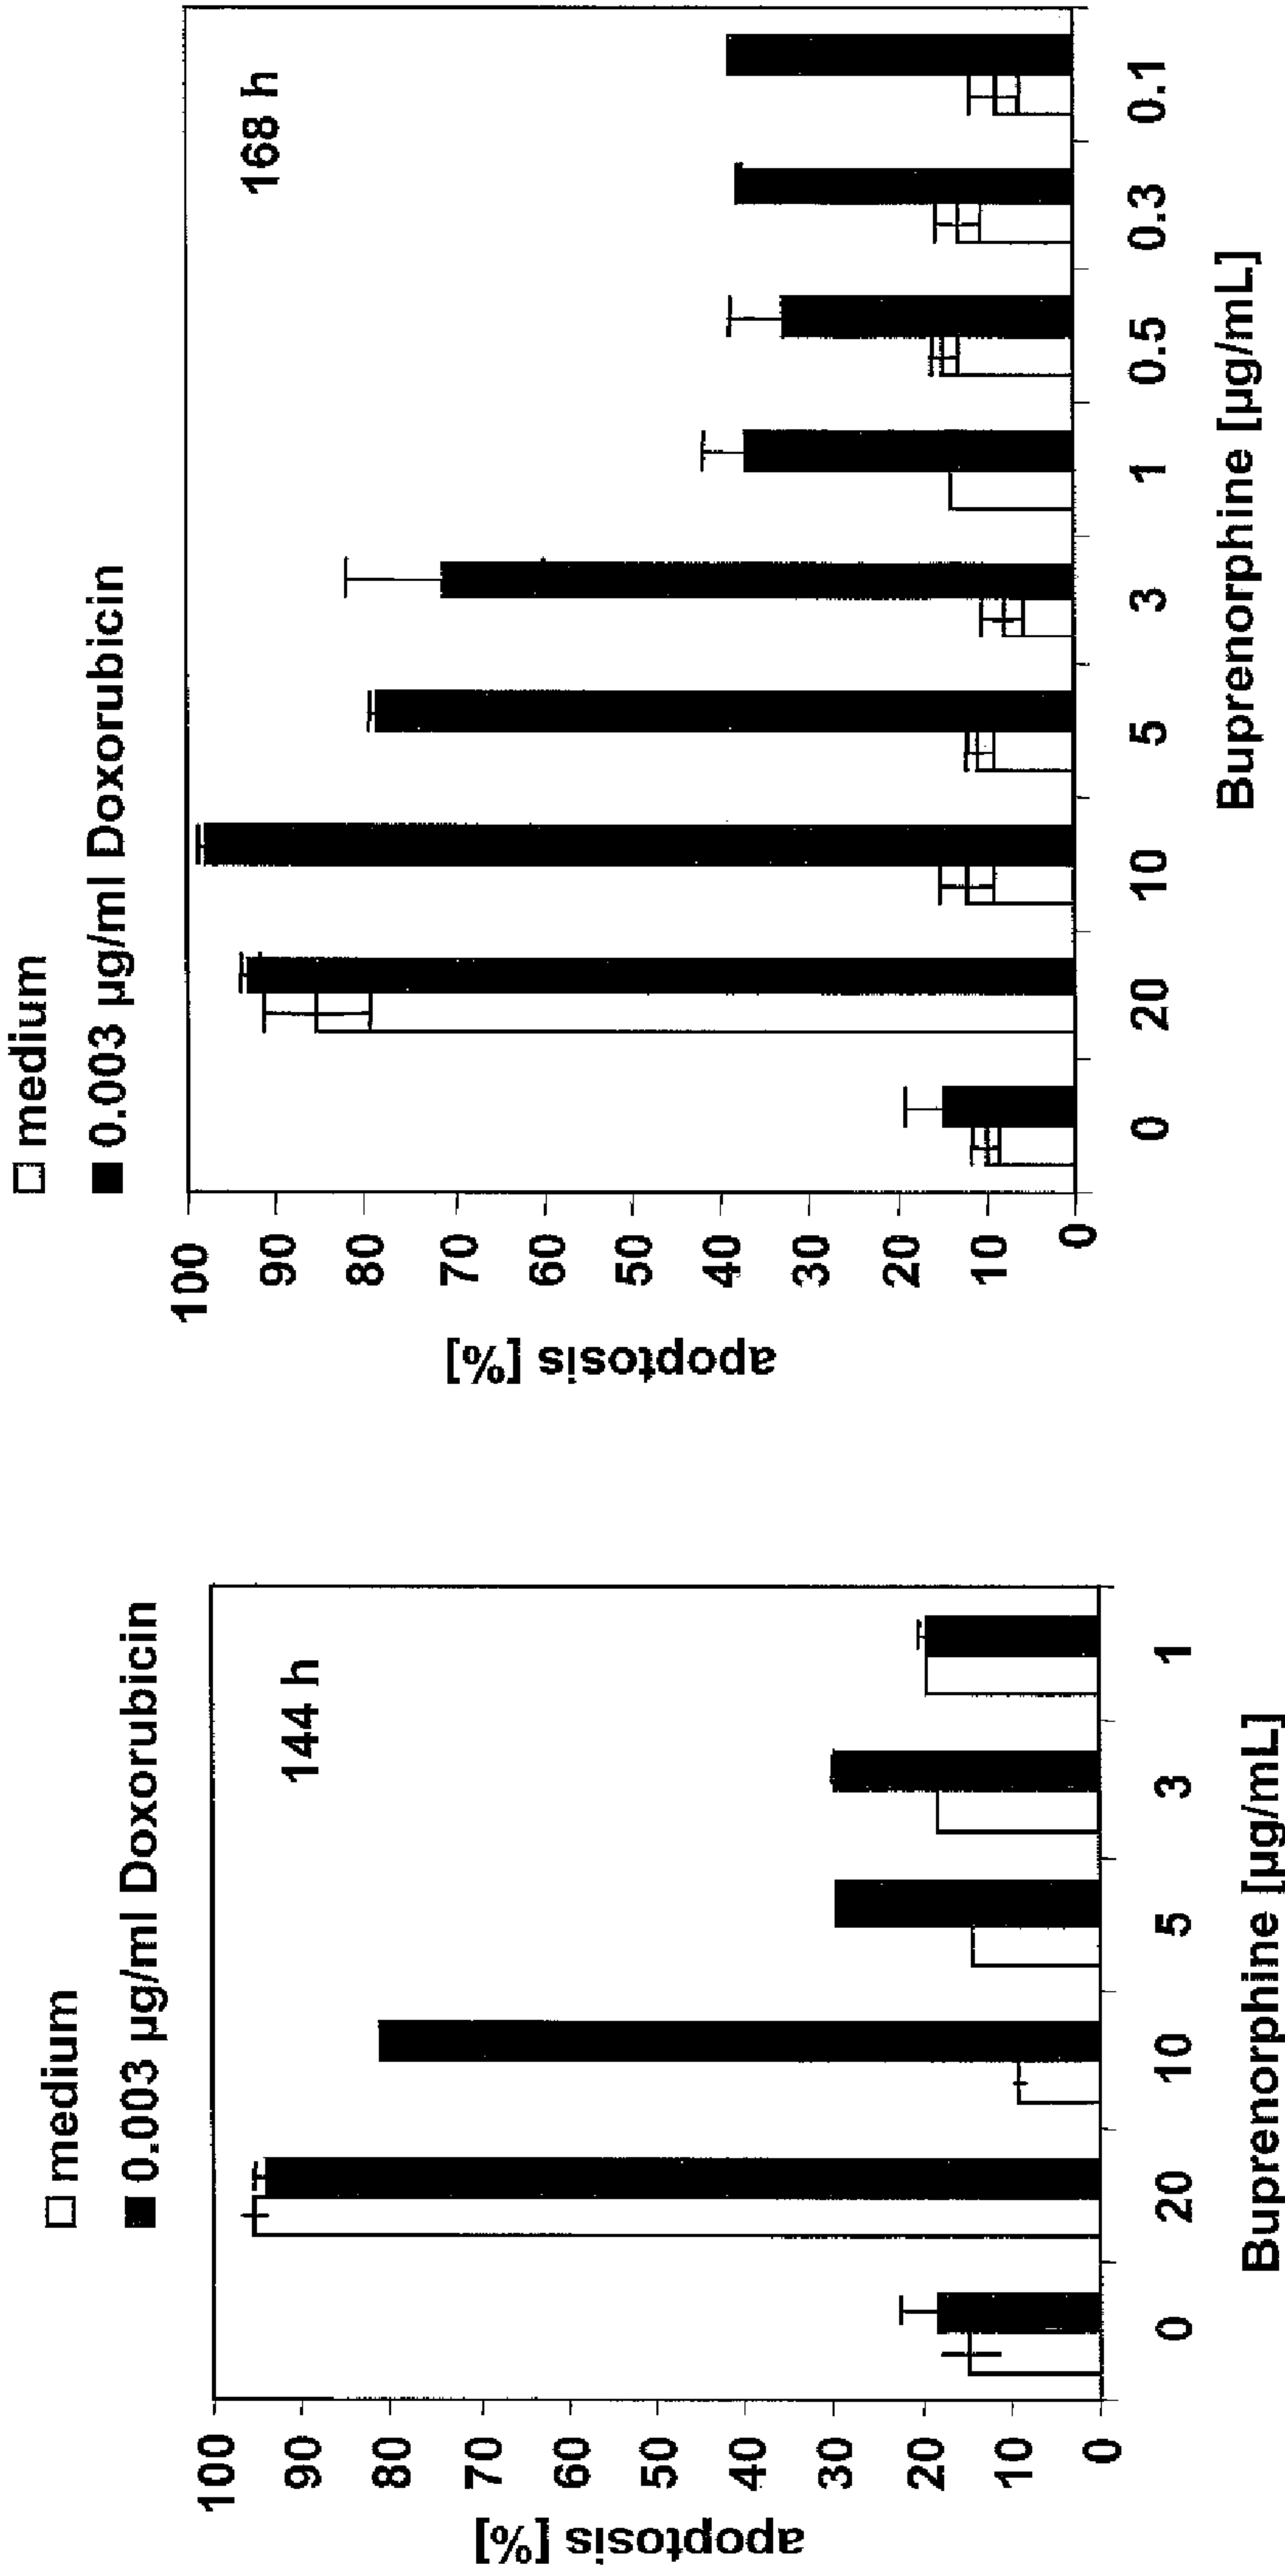 □ medium
■ 0.003 µg/ml Doxorubicin
144 h
apoptosis [%]
100
90
80
70
60
50
40
30
20
10
0
0 20 10 5 3 1
Buprenorphine [µg/mL]
□ medium
■ 0.003 µg/ml Doxorubicin
168 h
apoptosis [%]
100
90
80
70
60
50
40
30
20
10
0
0 20 10 5 3 1 0.5 0.3 0.1
Buprenorphine [µg/mL]